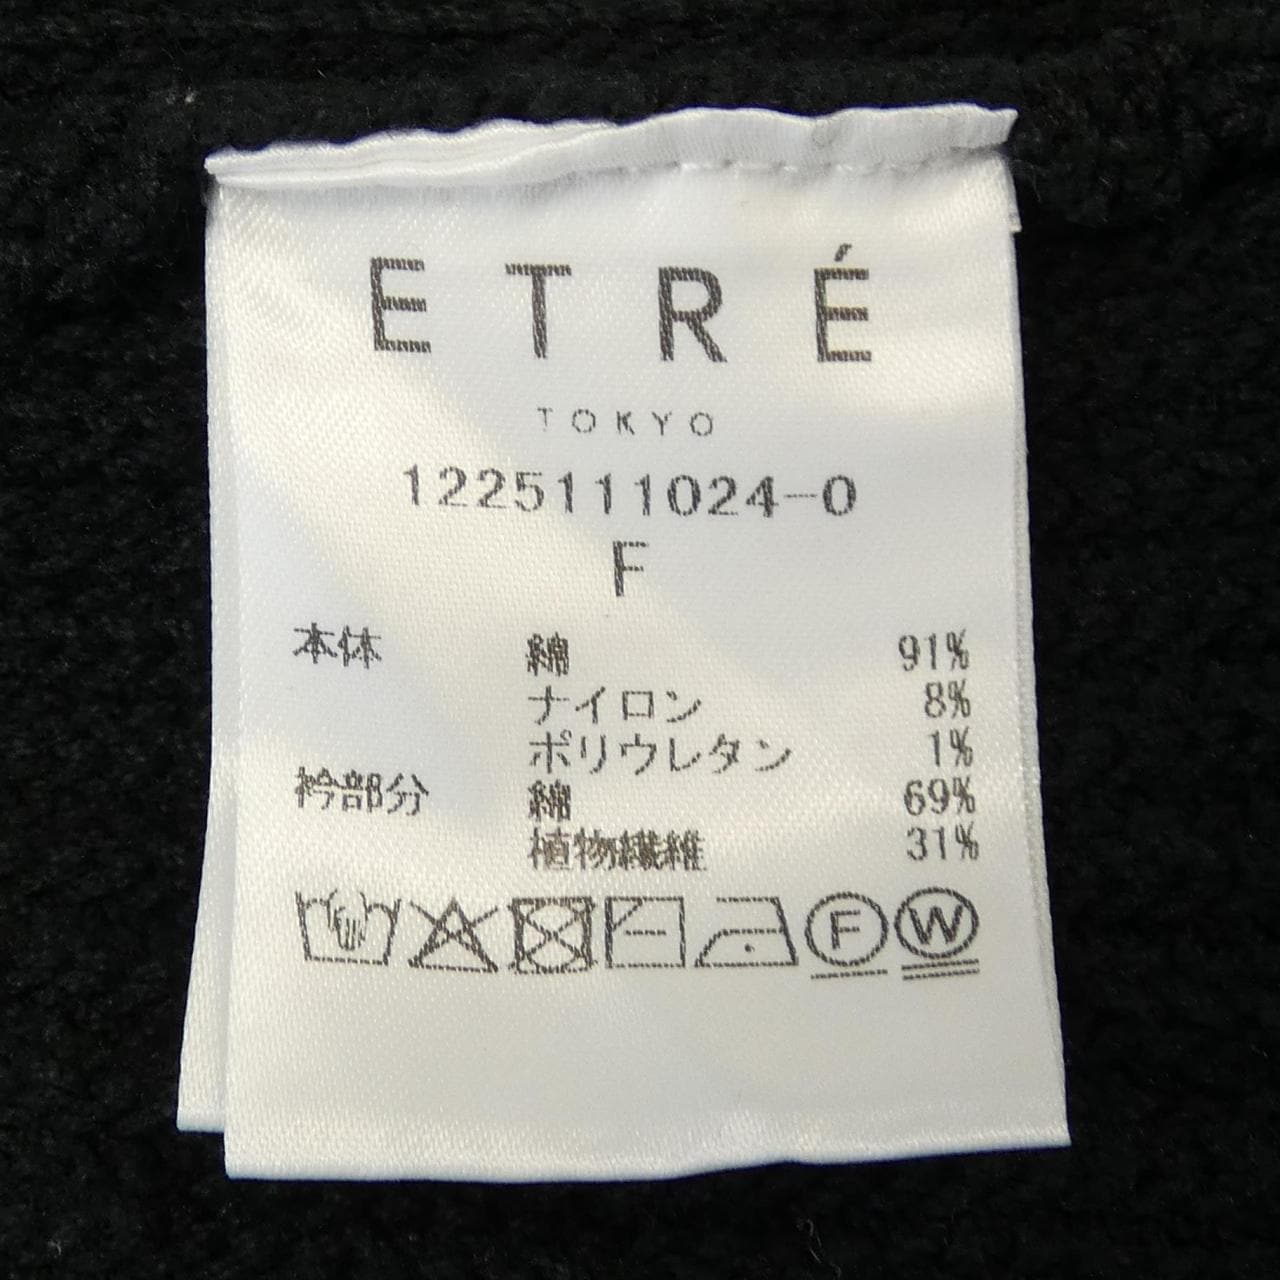 ETRÉ
TOKYO
1225111024-0
F
本体 綿 91%
ナイロン 8%
ポリウレタン 1%
衿部分 綿 69%
植物繊維 31%
F W